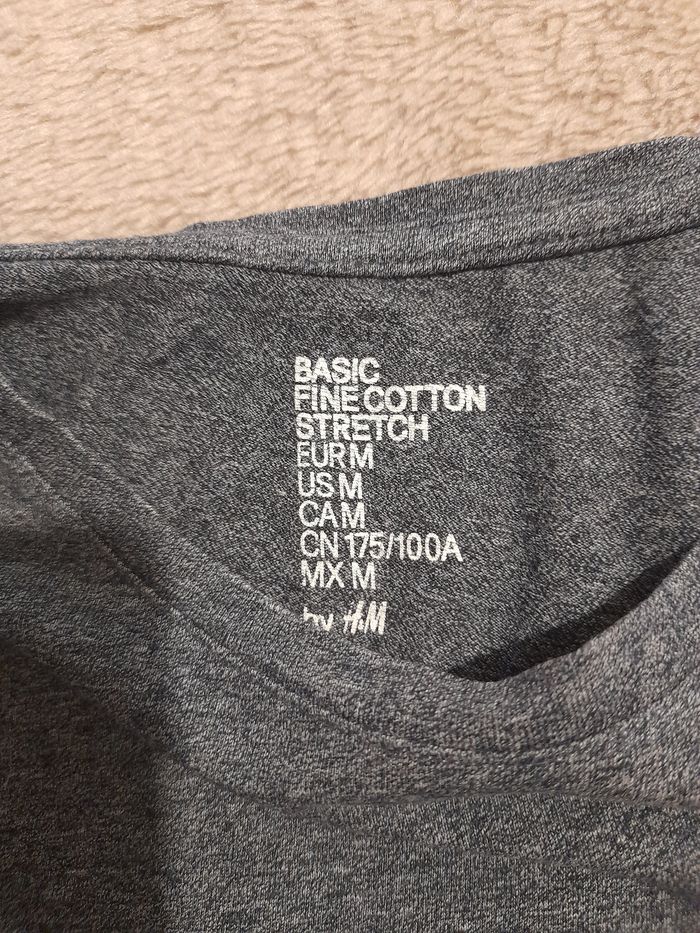 BASIC
FINE COTTON
STRETCH
EUR M
US M
CA M
CN 175/100A
MX M
by H&M